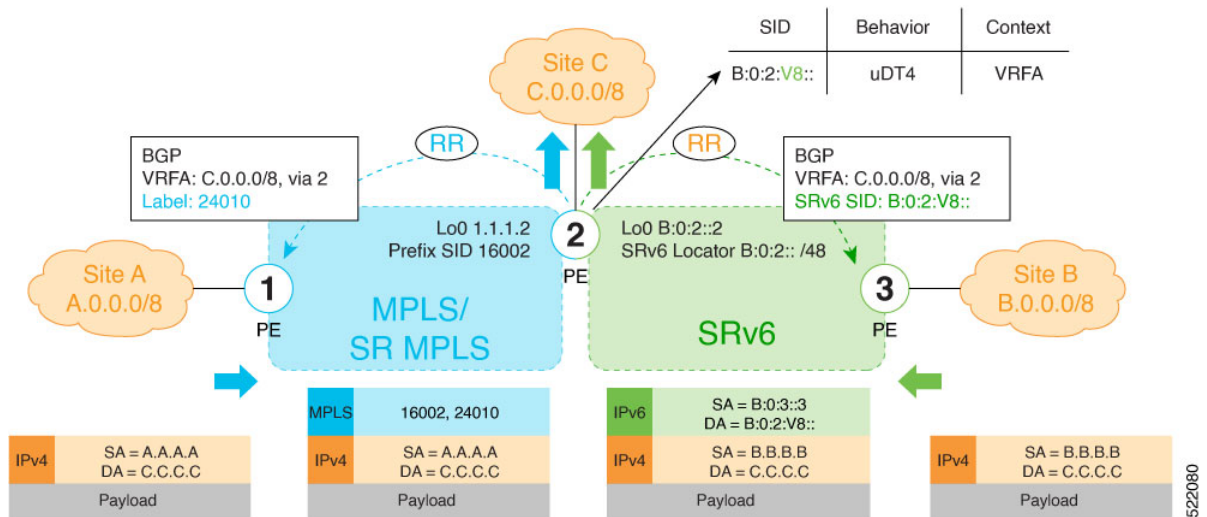 SID Behavior Context
B:0:2:V8:: uDT4 VRFA
Site C
C.0.0.0/8
RR
RR
BGP
VRFA: C.0.0.0/8, via 2
Label: 24010
BGP
VRFA: C.0.0.0/8, via 2
SRv6 SID: B:0:2:V8::
Lo0 1.1.1.2
Prefix SID 16002
2
PE
Lo0 B:0:2::2
SRv6 Locator B:0:2:: /48
Site A
A.0.0.0/8
1
PE
MPLS/
SR MPLS
SRv6
3
PE
Site B
B.0.0.0/8
IPv4
SA = A.A.A.A
DA = C.C.C.C
Payload
MPLS
16002, 24010
IPv4
SA = A.A.A.A
DA = C.C.C.C
Payload
IPv6
SA = B:0:3::3
DA = B:0:2:V8::
IPv4
SA = B.B.B.B
DA = C.C.C.C
Payload
IPv4
SA = B.B.B.B
DA = C.C.C.C
Payload
522080